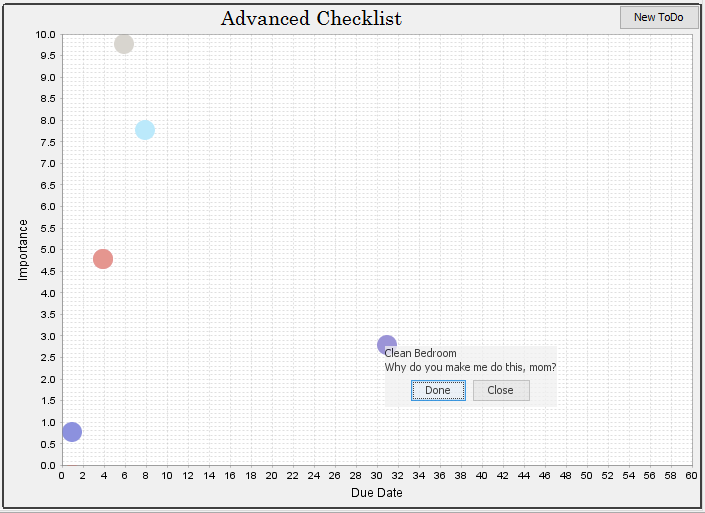 Advanced Checklist
New ToDo
10.0
9.5
9.0
8.5
8.0
7.5
7.0
6.5
6.0
5.5
5.0
4.5
4.0
3.5
3.0
2.5
2.0
1.5
1.0
0.5
0.0
Importance
Clean Bedroom
Why do you make me do this, mom?
Done Close
0 2 4 6 8 10 12 14 16 18 20 22 24 26 28 30 32 34 36 38 40 42 44 46 48 50 52 54 56 58 60
Due Date